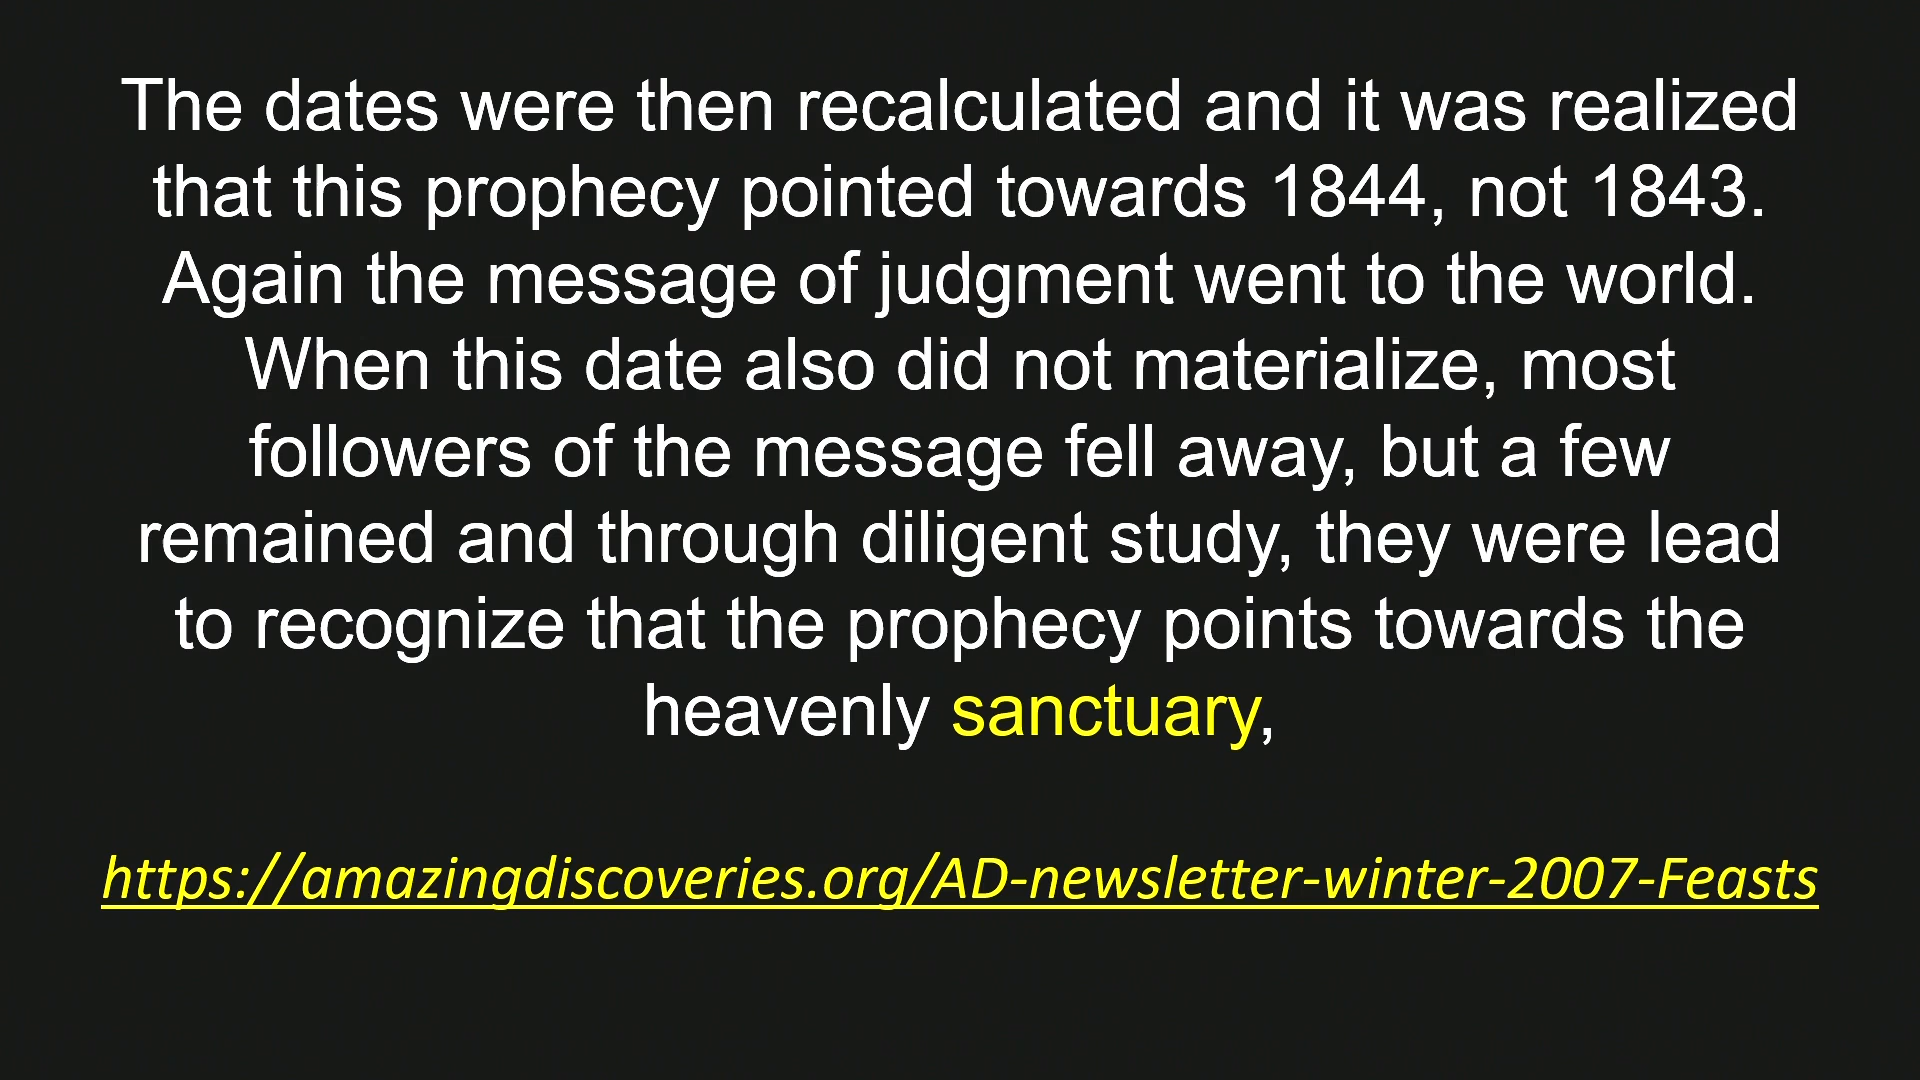 The dates were then recalculated and it was realized
that this prophecy pointed towards 1844, not 1843.
Again the message of judgment went to the world.
When this date also did not materialize, most
followers of the message fell away, but a few
remained and through diligent study, they were lead
to recognize that the prophecy points towards the
heavenly sanctuary,
https://amazingdiscoveries.org/AD-newsletter-winter-2007-Feasts